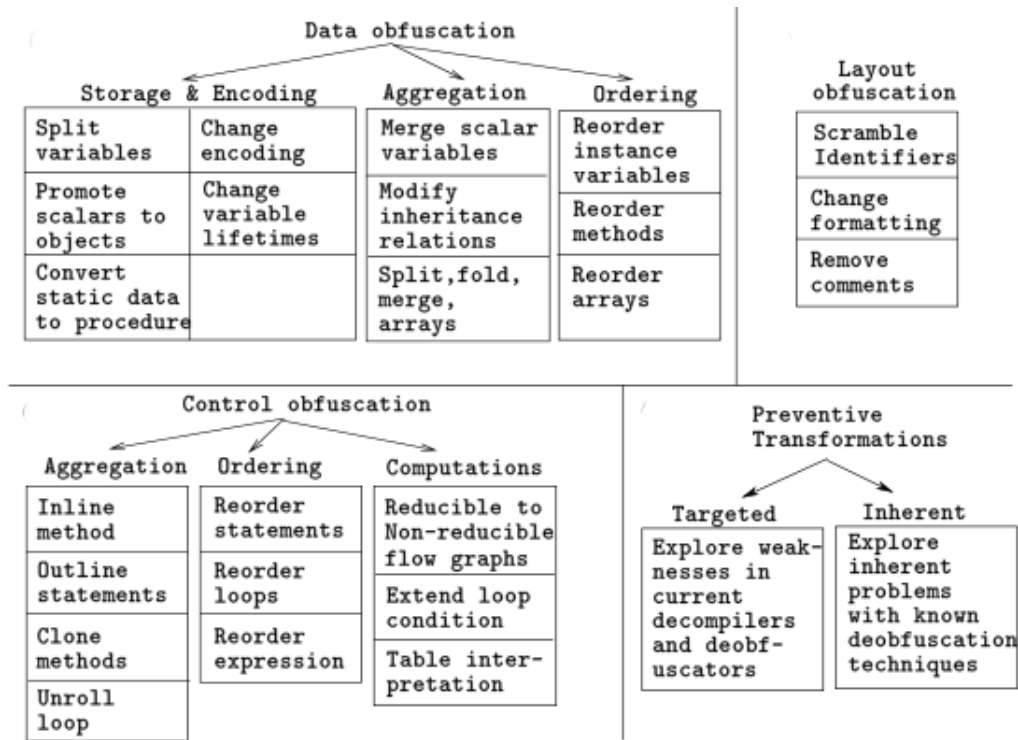 Data obfuscation
Storage & Encoding
Split
variables
Change
encoding
Promote
scalars to
objects
Change
variable
lifetimes
Convert
static data
to procedure
Aggregation
Merge scalar
variables
Modify
inheritance
relations
Split,fold,
merge,
arrays
Ordering
Reorder
instance
variables
Reorder
methods
Reorder
arrays
Layout
obfuscation
Scramble
Identifiers
Change
formatting
Remove
comments
Control obfuscation
Aggregation
Inline
method
Outline
statements
Clone
methods
Unroll
loop
Ordering
Reorder
statements
Reorder
loops
Reorder
expression
Computations
Reducible to
Non-reducible
flow graphs
Extend loop
condition
Table inter-
pretation
Preventive
Transformations
Targeted
Explore weak-
nesses in
current
decompilers
and deobf-
uscators
Inherent
Explore
inherent
problems
with known
deobfuscation
techniques